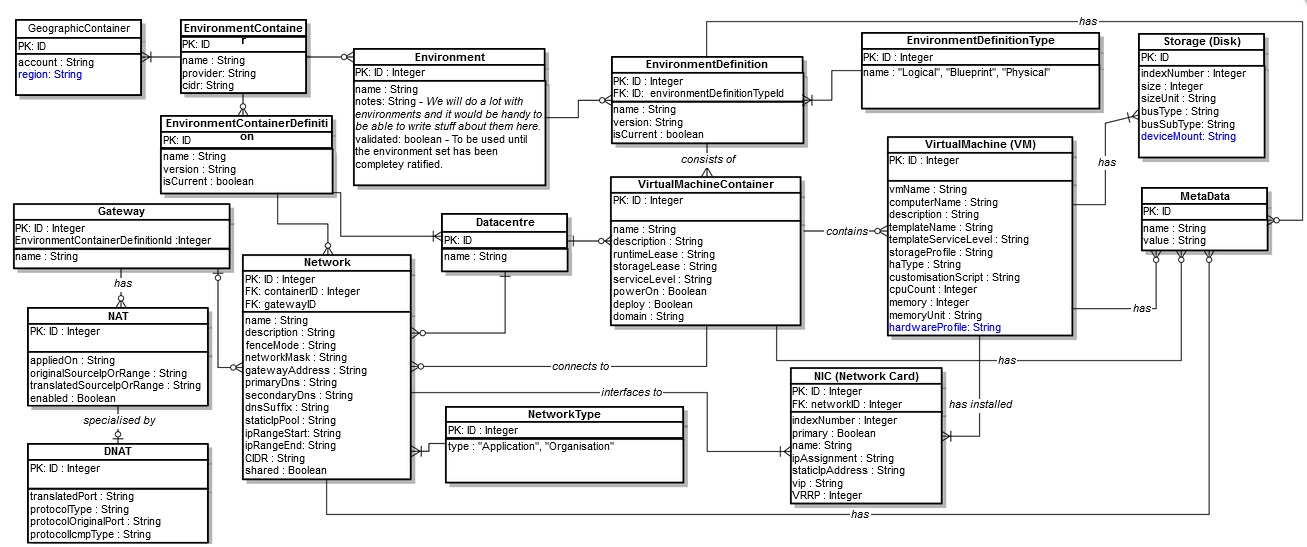 GeographicContainer
PK: ID
account : String
region: String
EnvironmentContaine
r
PK: ID
name : String
provider: String
cidr: String
EnvironmentContainerDefiniti
on
PK: ID
name : String
version : String
isCurrent : boolean
Environment
PK: ID : Integer
name : String
notes: String - We will do a lot with
environments and it would be handy to
be able to write stuff about them here.
validated: boolean - To be used until
the environment set has been
completey ratified.
EnvironmentDefinition
PK: ID : Integer
FK: ID: environmentDefinitionTypeId
name : String
version: String
isCurrent : boolean
EnvironmentDefinitionType
PK: ID : Integer
name : "Logical", "Blueprint", "Physical"
has
Storage (Disk)
PK: ID : Integer
indexNumber : Integer
size : Integer
sizeUnit : String
busType : String
busSubType: String
deviceMount: String
consists of
has
VirtualMachine (VM)
PK: ID : Integer
vmName : String
computerName : String
description : String
templateName : String
templateServiceLevel : String
storageProfile : String
haType : String
customisationScript : String
cpuCount : Integer
memory : Integer
memoryUnit : String
hardwareProfile: String
MetaData
PK: ID
name : String
value : String
Gateway
PK: ID : Integer
EnvironmentContainerDefinitionId :Integer
name : String
has
Datacentre
PK: ID
name : String
VirtualMachineContainer
PK: ID : Integer
name : String
description : String
runtimeLease : String
storageLease : String
serviceLevel : String
powerOn : Boolean
deploy : Boolean
domain : String
contains
has
has
Network
PK: ID : Integer
FK: containerID : Integer
FK: gatewayID
name : String
description : String
fenceMode : String
networkMask : String
gatewayAddress : String
primaryDns : String
secondaryDns : String
dnsSuffix : String
staticIpPool : String
ipRangeStart: String
ipRangeEnd: String
CIDR : String
shared : Boolean
connects to
interfaces to
NAT
PK: ID : Integer
appliedOn : String
originalSourceIpOrRange : String
translatedSourceIpOrRange : String
enabled : Boolean
specialised by
DNAT
PK: ID : Integer
translatedPort : String
protocolType : String
protocolOriginalPort : String
protocolIcmpType : String
NetworkType
PK: ID : Integer
type : "Application", "Organisation"
NIC (Network Card)
PK: ID : Integer
FK: networkID : Integer
indexNumber : Integer
primary : Boolean
name: String
ipAssignment : String
staticIpAddress : String
vip : String
VRRP : Integer
has installed
has